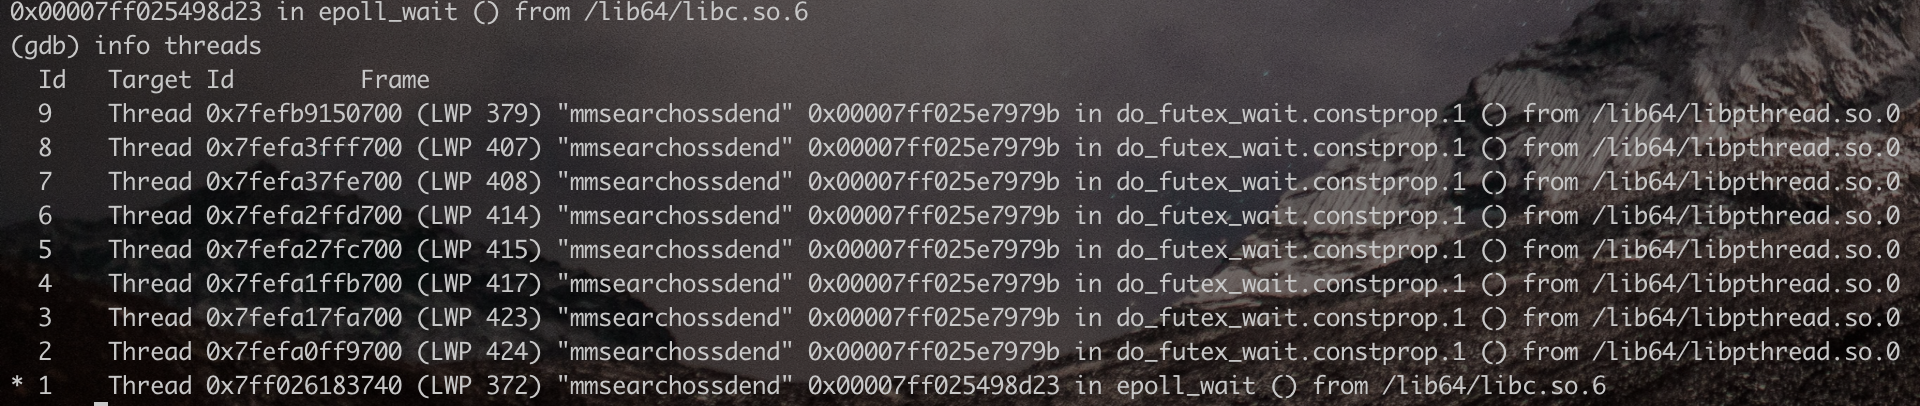 0x00007ff025498d23 in epoll_wait () from /lib64/libc.so.6
(gdb) info threads
  Id   Target Id         Frame
  9    Thread 0x7fefb9150700 (LWP 379) "mmsearchossdend" 0x00007ff025e7979b in do_futex_wait.constprop.1 () from /lib64/libpthread.so.0
  8    Thread 0x7fefa3fff700 (LWP 407) "mmsearchossdend" 0x00007ff025e7979b in do_futex_wait.constprop.1 () from /lib64/libpthread.so.0
  7    Thread 0x7fefa37fe700 (LWP 408) "mmsearchossdend" 0x00007ff025e7979b in do_futex_wait.constprop.1 () from /lib64/libpthread.so.0
  6    Thread 0x7fefa2ffd700 (LWP 414) "mmsearchossdend" 0x00007ff025e7979b in do_futex_wait.constprop.1 () from /lib64/libpthread.so.0
  5    Thread 0x7fefa27fc700 (LWP 415) "mmsearchossdend" 0x00007ff025e7979b in do_futex_wait.constprop.1 () from /lib64/libpthread.so.0
  4    Thread 0x7fefa1ffb700 (LWP 417) "mmsearchossdend" 0x00007ff025e7979b in do_futex_wait.constprop.1 () from /lib64/libpthread.so.0
  3    Thread 0x7fefa17fa700 (LWP 423) "mmsearchossdend" 0x00007ff025e7979b in do_futex_wait.constprop.1 () from /lib64/libpthread.so.0
  2    Thread 0x7fefa0ff9700 (LWP 424) "mmsearchossdend" 0x00007ff025e7979b in do_futex_wait.constprop.1 () from /lib64/libpthread.so.0
* 1    Thread 0x7ff026183740 (LWP 372) "mmsearchossdend" 0x00007ff025498d23 in epoll_wait () from /lib64/libc.so.6